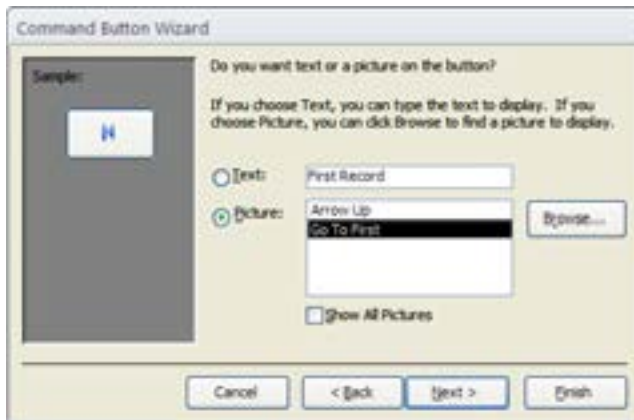 Command Button Wizard
Sample:
Do you want text or a picture on the button?
If you choose Text, you can type the text to display. If you
choose Picture, you can click Browse to find a picture to display.
Text:
First Record
Picture:
Arrow Up
Go To First
Browse...
Show All Pictures
Cancel
< Back
Next >
Finish